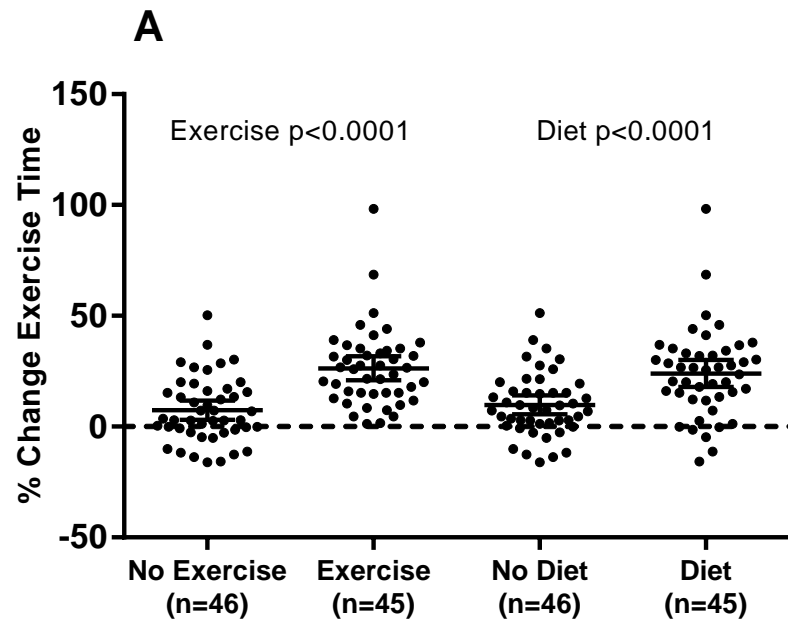 A
150
Exercise p<0.0001 Diet p<0.0001
100
50
0
-50
% Change Exercise Time
No Exercise Exercise No Diet Diet
(n=46) (n=45) (n=46) (n=45)